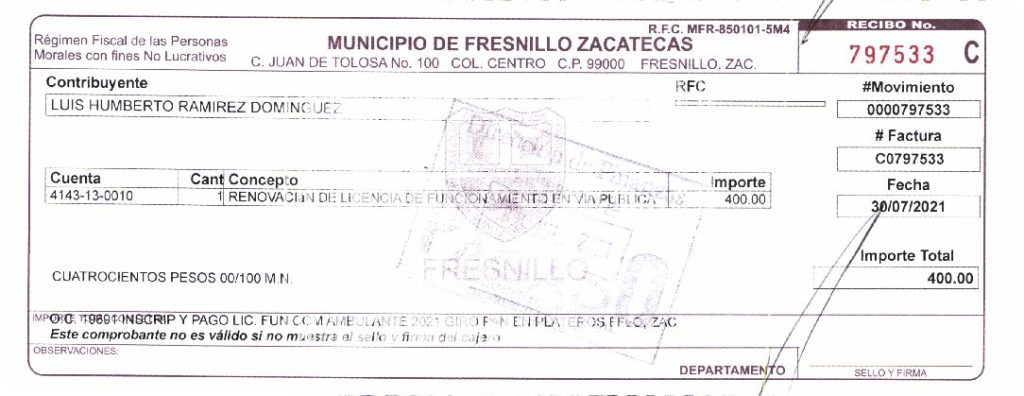 Régimen Fiscal de las Personas
Morales con fines No Lucrativos
R.F.C. MFR-850101-5M4
MUNICIPIO DE FRESNILLO ZACATECAS
C. JUAN DE TOLOSA No. 100 COL. CENTRO C.P. 99000 FRESNILLO, ZAC.
RECIBO No.
797533 C
Contribuyente
RFC
#Movimiento
LUIS HUMBERTO RAMIREZ DOMINGUEZ
0000797533
# Factura
C0797533
Cuenta Cant Concepto Importe
Fecha
4143-13-0010 1 RENOVACIaN DE LICENCIA DE FUNCIONAMIENTO EN VIA PUBLICA 400.00
30/07/2021
FRESNILLO
Importe Total
CUATROCIENTOS PESOS 00/100 M.N.
400.00
O.C. 19691 INSCRIP Y PAGO LIC. FUN COM AMBULANTE 2021 GIRO PAN EN PLATEROS, FFLO, ZAC
Este comprobante no es válido si no muestra el sello y firma del cajero
OBSERVACIONES:
DEPARTAMENTO
SELLO Y FIRMA